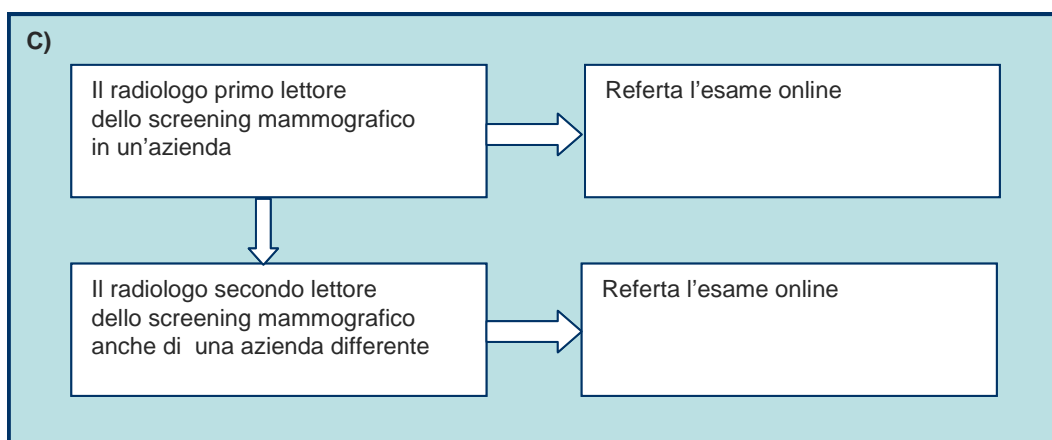 C)
Il radiologo primo lettore
dello screening mammografico
in un'azienda
Referta l'esame online
Il radiologo secondo lettore
dello screening mammografico
anche di  una azienda differente
Referta l'esame online